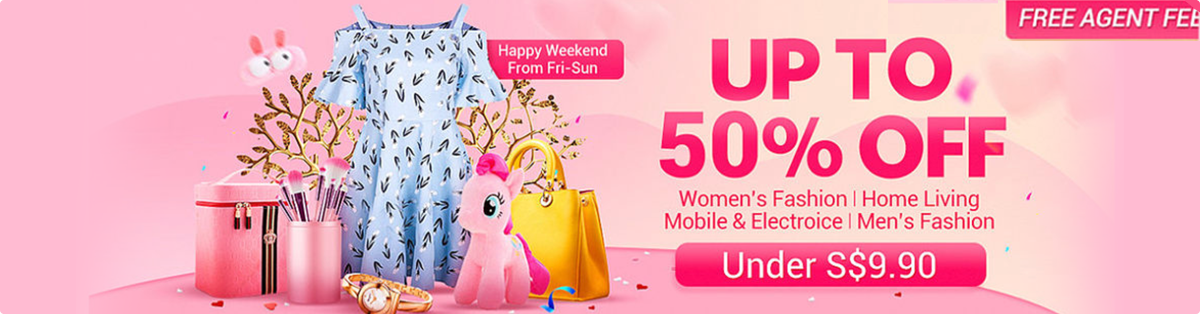 FREE AGENT FEE
Happy Weekend
From Fri-Sun
UP TO
50% OFF
Women's Fashion | Home Living
Mobile & Electroice | Men's Fashion
Under S$9.90